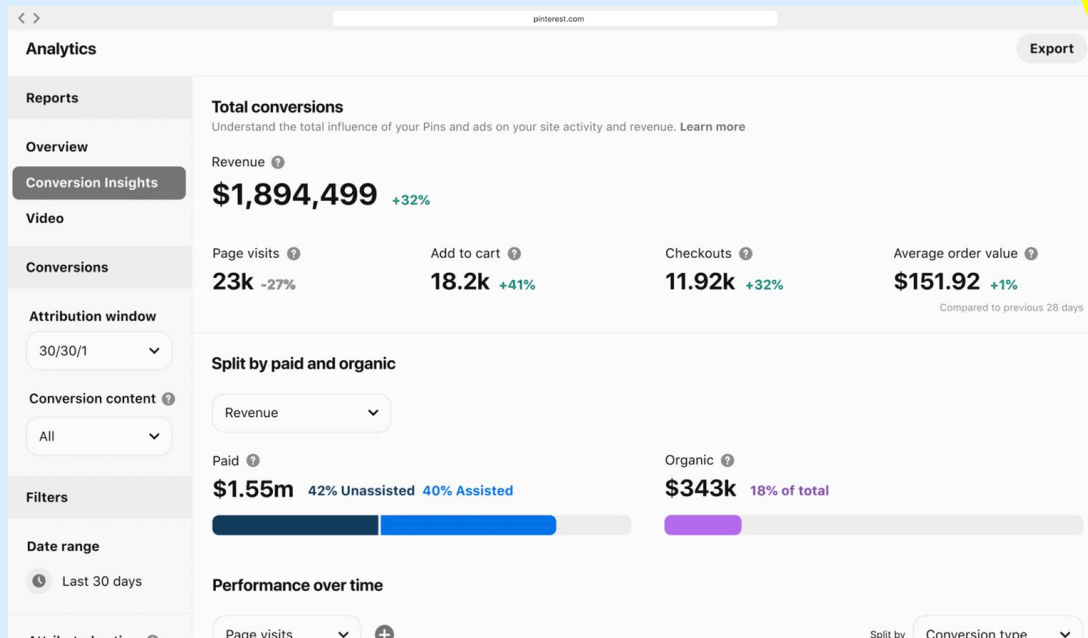 pinterest.com
Analytics
Export
Reports
Overview
Conversion Insights
Video
Conversions
Attribution window
30/30/1
Conversion content ?
All
Filters
Date range
Last 30 days
Total conversions
Understand the total influence of your Pins and ads on your site activity and revenue. Learn more
Revenue ?
$1,894,499 +32%
Page visits ?
23k -27%
Add to cart ?
18.2k +41%
Checkouts ?
11.92k +32%
Average order value ?
$151.92 +1%
Compared to previous 28 days
Split by paid and organic
Revenue
Paid ?
$1.55m 42% Unassisted 40% Assisted
Organic ?
$343k 18% of total
Performance over time
Page visits
Split by Conversion type